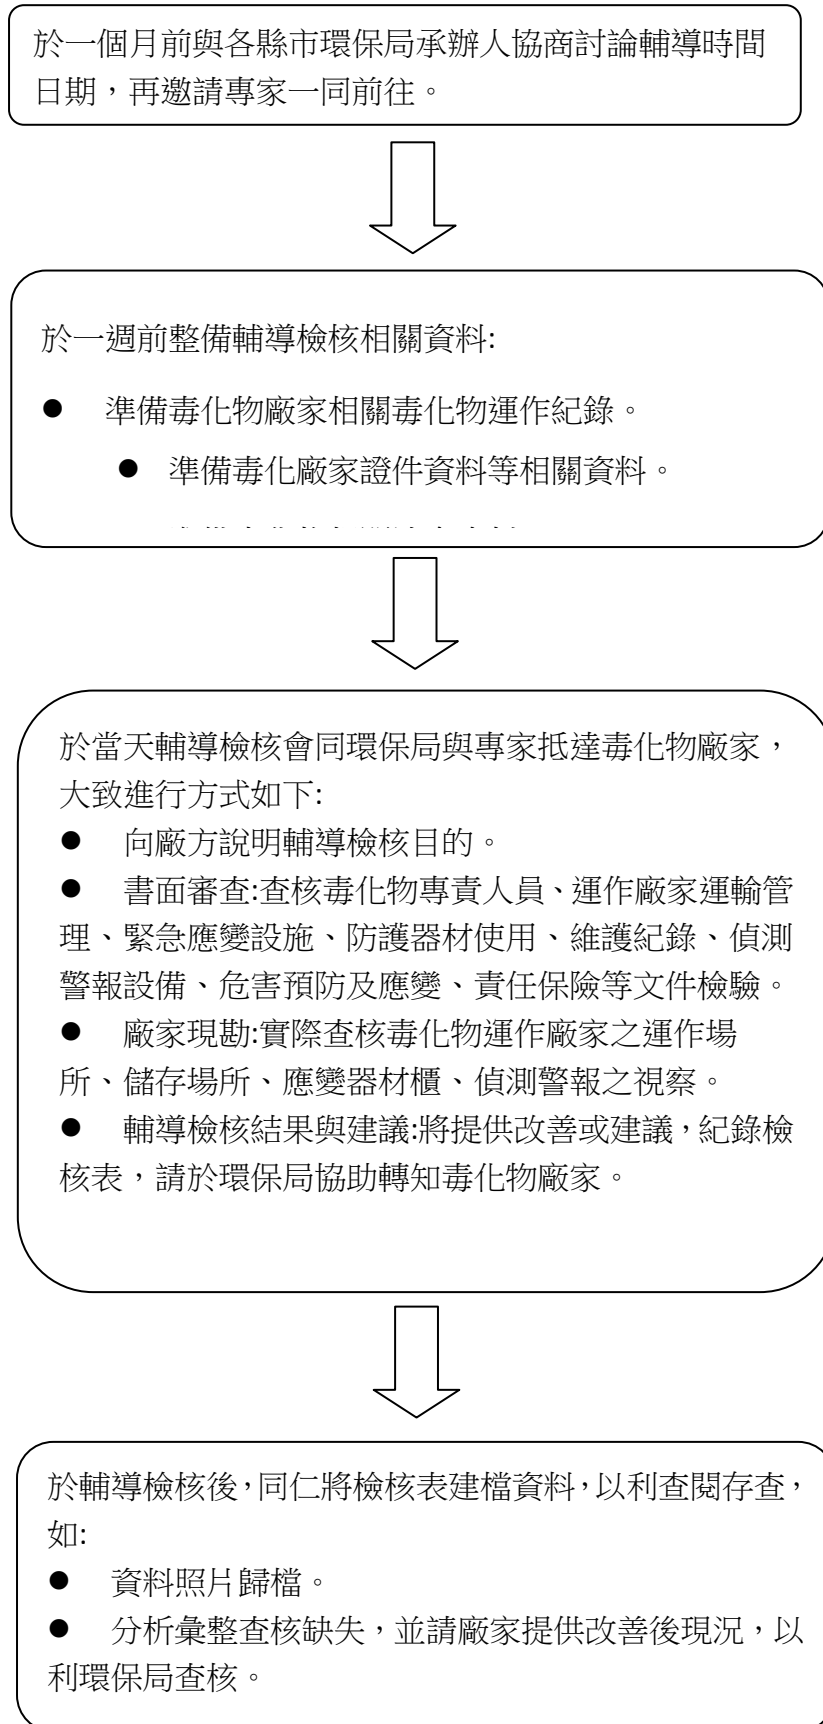 於一個月前與各縣市環保局承辦人協商討論輔導時間
日期，再邀請專家一同前往。
於一週前整備輔導檢核相關資料:
● 準備毒化物廠家相關毒化物運作紀錄。
● 準備毒化廠家證件資料等相關資料。
於當天輔導檢核會同環保局與專家抵達毒化物廠家，
大致進行方式如下:
● 向廠方說明輔導檢核目的。
● 書面審查:查核毒化物專責人員、運作廠家運輸管
理、緊急應變設施、防護器材使用、維護紀錄、偵測
警報設備、危害預防及應變、責任保險等文件檢驗。
● 廠家現勘:實際查核毒化物運作廠家之運作場
所、儲存場所、應變器材櫃、偵測警報之視察。
● 輔導檢核結果與建議:將提供改善或建議，紀錄檢
核表，請於環保局協助轉知毒化物廠家。
於輔導檢核後，同仁將檢核表建檔資料，以利查閱存查，
如:
● 資料照片歸檔。
● 分析彙整查核缺失，並請廠家提供改善後現況，以
利環保局查核。